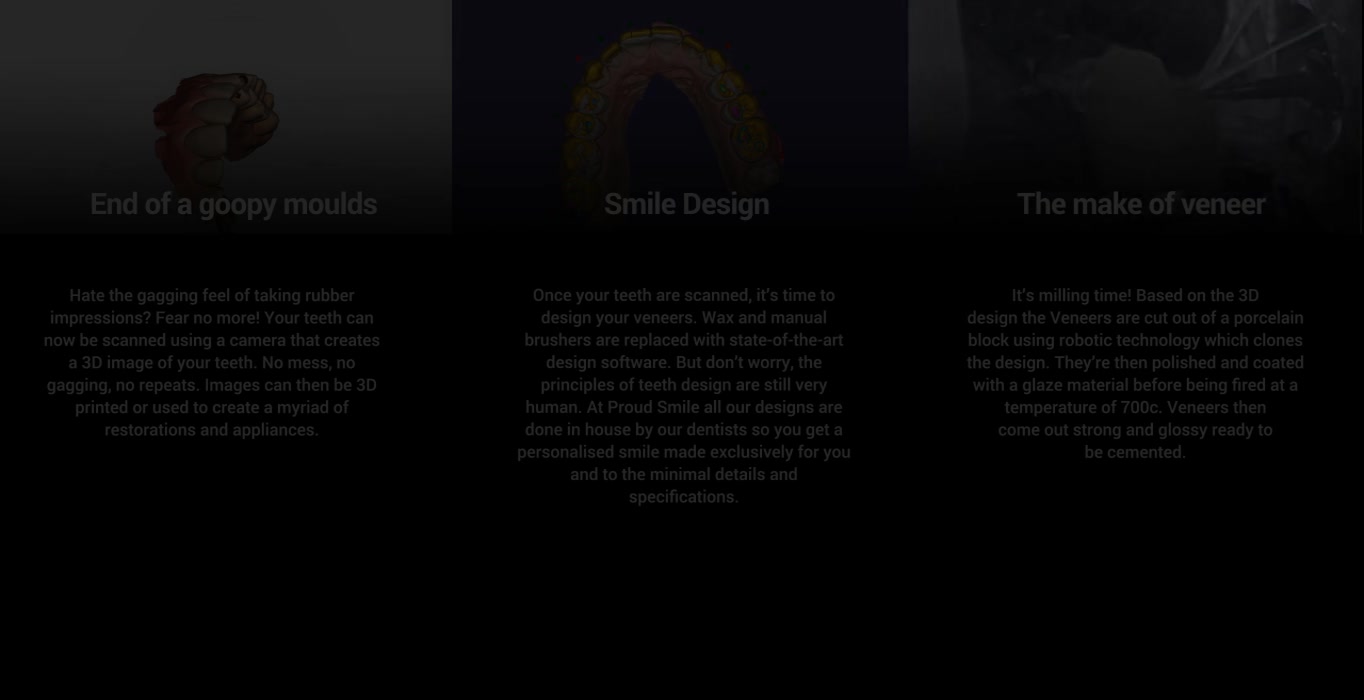 End of a goopy moulds
Hate the gagging feel of taking rubber
impressions? Fear no more! Your teeth can
now be scanned using a camera that creates
a 3D image of your teeth. No mess, no
gagging, no repeats. Images can then be 3D
printed or used to create a myriad of
restorations and appliances.
Smile Design
Once your teeth are scanned, it’s time to
design your veneers. Wax and manual
brushers are replaced with state-of-the-art
design software. But don’t worry, the
principles of teeth design are still very
human. At Proud Smile all our designs are
done in house by our dentists so you get a
personalised smile made exclusively for you
and to the minimal details and
specifications.
The make of veneer
It’s milling time! Based on the 3D
design the Veneers are cut out of a porcelain
block using robotic technology which clones
the design. They’re then polished and coated
with a glaze material before being fired at a
temperature of 700c. Veneers then
come out strong and glossy ready to
be cemented.